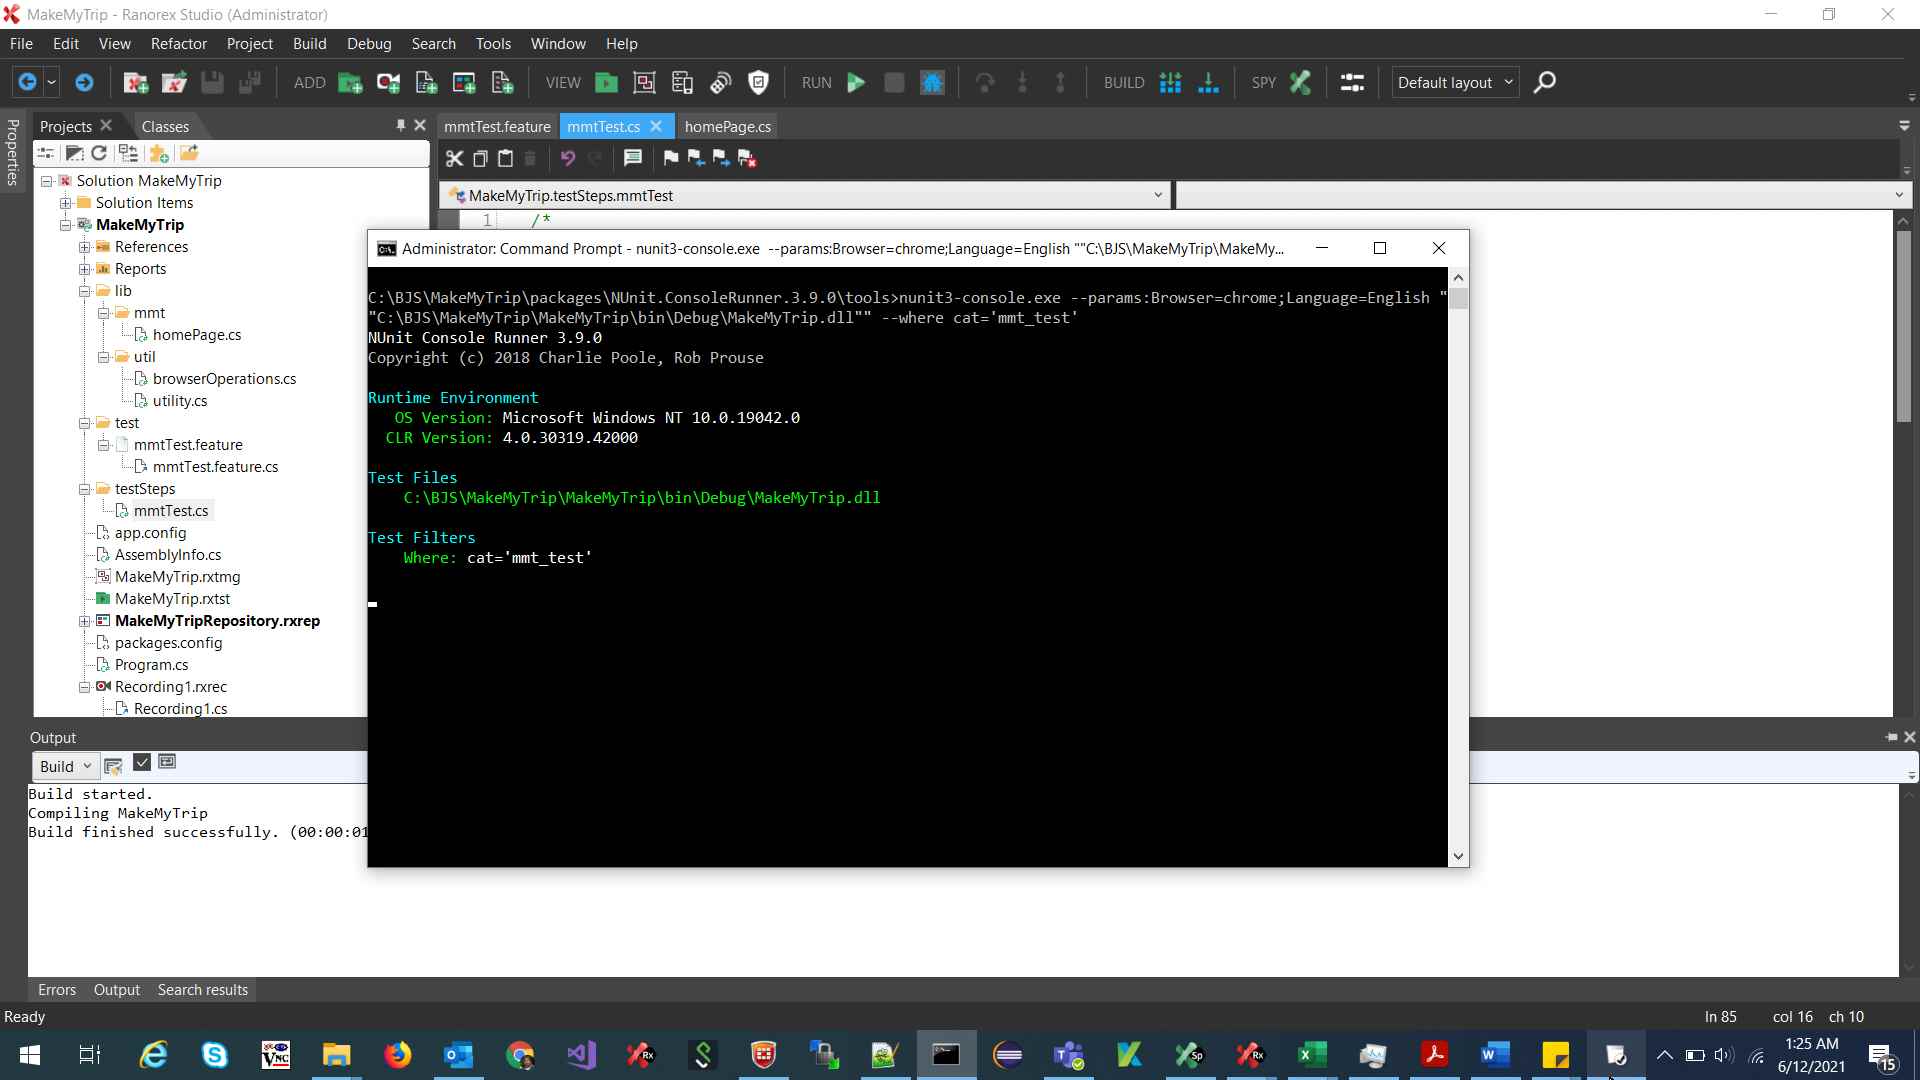 MakeMyTrip - Ranorex Studio (Administrator)
File Edit View Refactor Project Build Debug Search Tools Window Help
ADD VIEW RUN BUILD SPY Default layout
Properties
Projects Classes
mmtTest.feature mmtTest.cs homePage.cs
MakeMyTrip.testSteps.mmtTest
1 /*
Solution MakeMyTrip
Solution Items
MakeMyTrip
References
Reports
lib
mmt
homePage.cs
util
browserOperations.cs
utility.cs
test
mmtTest.feature
mmtTest.feature.cs
testSteps
mmtTest.cs
app.config
AssemblyInfo.cs
MakeMyTrip.rxtmg
MakeMyTrip.rxtst
MakeMyTripRepository.rxrep
packages.config
Program.cs
Recording1.rxrec
Recording1.cs
Administrator: Command Prompt - nunit3-console.exe --params:Browser=chrome;Language=English ""C:\BJS\MakeMyTrip\MakeMy...
C:\BJS\MakeMyTrip\packages\NUnit.ConsoleRunner.3.9.0\tools>nunit3-console.exe --params:Browser=chrome;Language=English "
"C:\BJS\MakeMyTrip\MakeMyTrip\bin\Debug\MakeMyTrip.dll"" --where cat='mmt_test'
NUnit Console Runner 3.9.0
Copyright (c) 2018 Charlie Poole, Rob Prouse
Runtime Environment
OS Version: Microsoft Windows NT 10.0.19042.0
CLR Version: 4.0.30319.42000
Test Files
C:\BJS\MakeMyTrip\MakeMyTrip\bin\Debug\MakeMyTrip.dll
Test Filters
Where: cat='mmt_test'
Output
Build
Build started.
Compiling MakeMyTrip
Build finished successfully. (00:00:01
Errors Output Search results
Ready
ln 85 col 16 ch 10
1:25 AM
6/12/2021
15